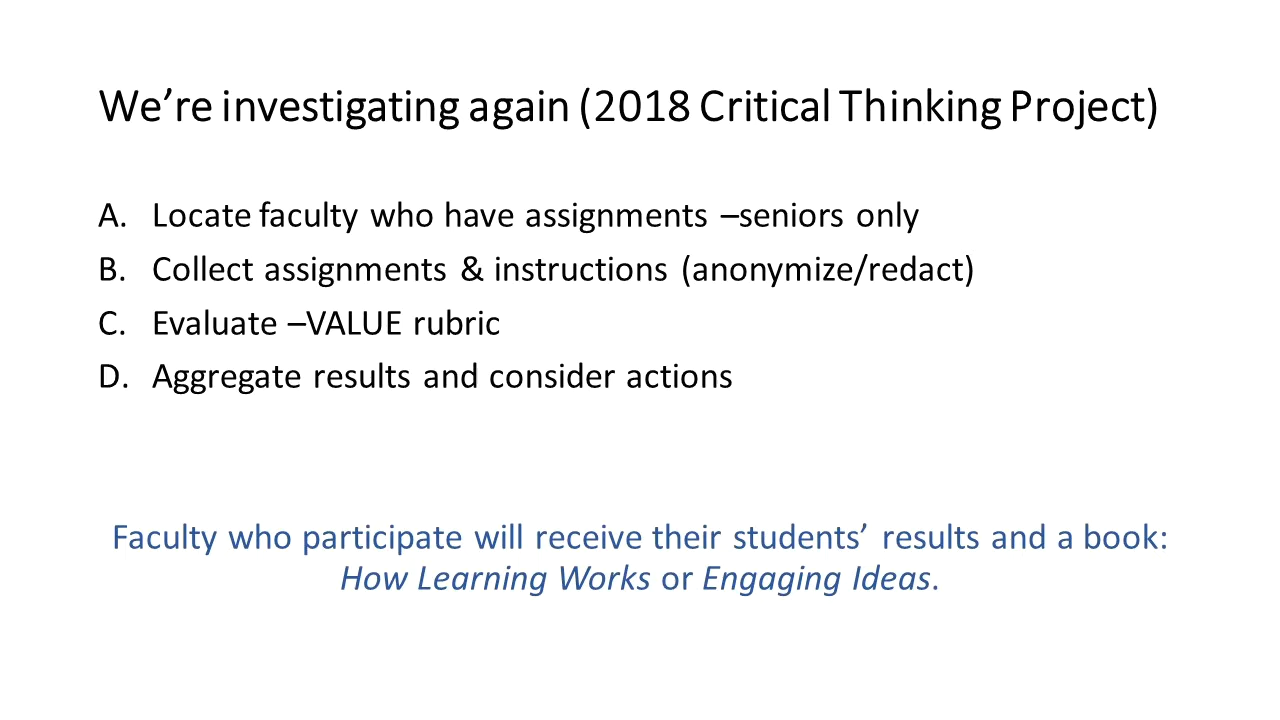 We’re investigating again (2018 Critical Thinking Project)
A. Locate faculty who have assignments –seniors only
B. Collect assignments & instructions (anonymize/redact)
C. Evaluate –VALUE rubric
D. Aggregate results and consider actions
Faculty who participate will receive their students’ results and a book:
How Learning Works or Engaging Ideas.